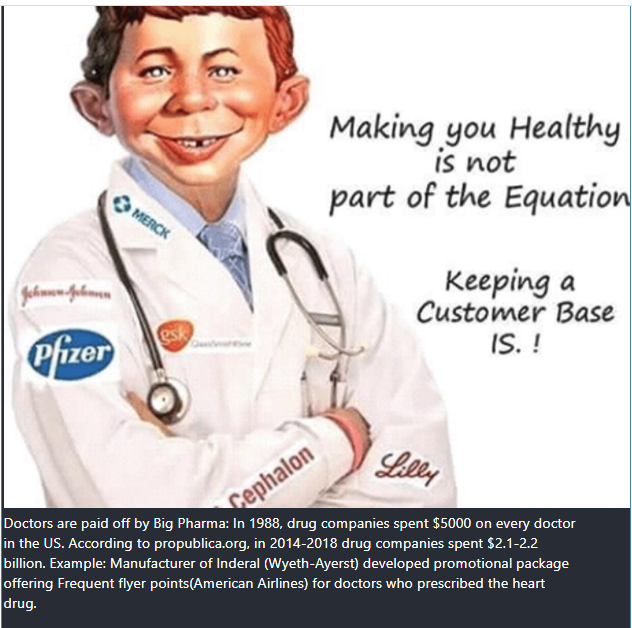 Making you Healthy
is not
part of the Equation
MERCK
Keeping a
Customer Base
IS. !
Johnson & Johnson
gsk
GlaxoSmithKline
Pfizer
Cephalon
Lilly
Doctors are paid off by Big Pharma: In 1988, drug companies spent $5000 on every doctor
in the US. According to propublica.org, in 2014-2018 drug companies spent $2.1-2.2
billion. Example: Manufacturer of Inderal (Wyeth-Ayerst) developed promotional package
offering Frequent flyer points(American Airlines) for doctors who prescribed the heart
drug.